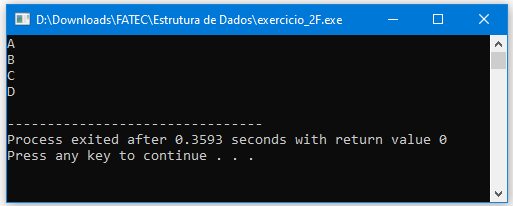 D:\Downloads\FATEC\Estrutura de Dados\exercicio_2F.exe
A
B
C
D
--------------------------------
Process exited after 0.3593 seconds with return value 0
Press any key to continue . . .